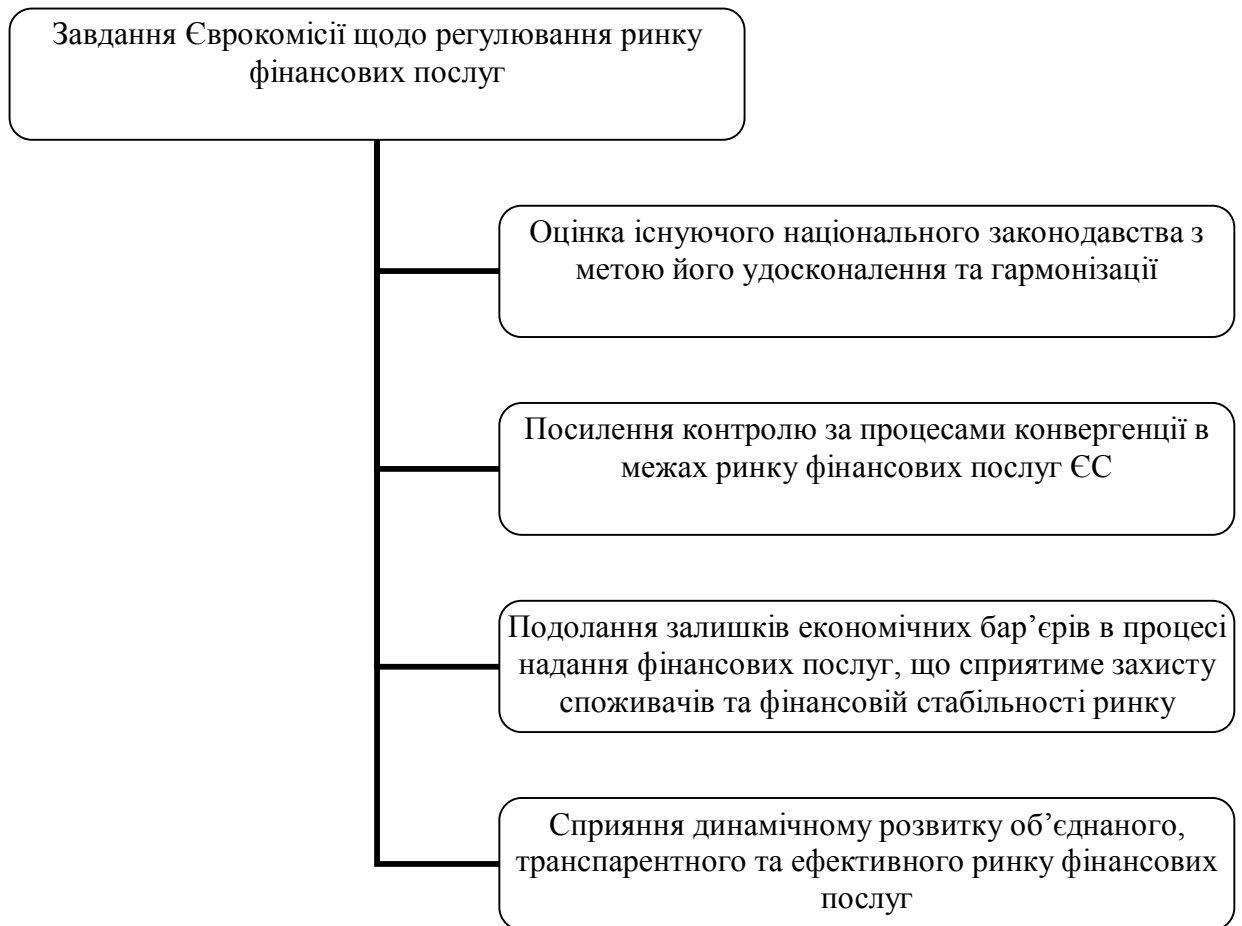 Завдання Єврокомісії щодо регулювання ринку
фінансових послуг
Оцінка існуючого національного законодавства з
метою його удосконалення та гармонізації
Посилення контролю за процесами конвергенції в
межах ринку фінансових послуг ЄС
Подолання залишків економічних бар’єрів в процесі
надання фінансових послуг, що сприятиме захисту
споживачів та фінансовій стабільності ринку
Сприяння динамічному розвитку об’єднаного,
транспарентного та ефективного ринку фінансових
послуг